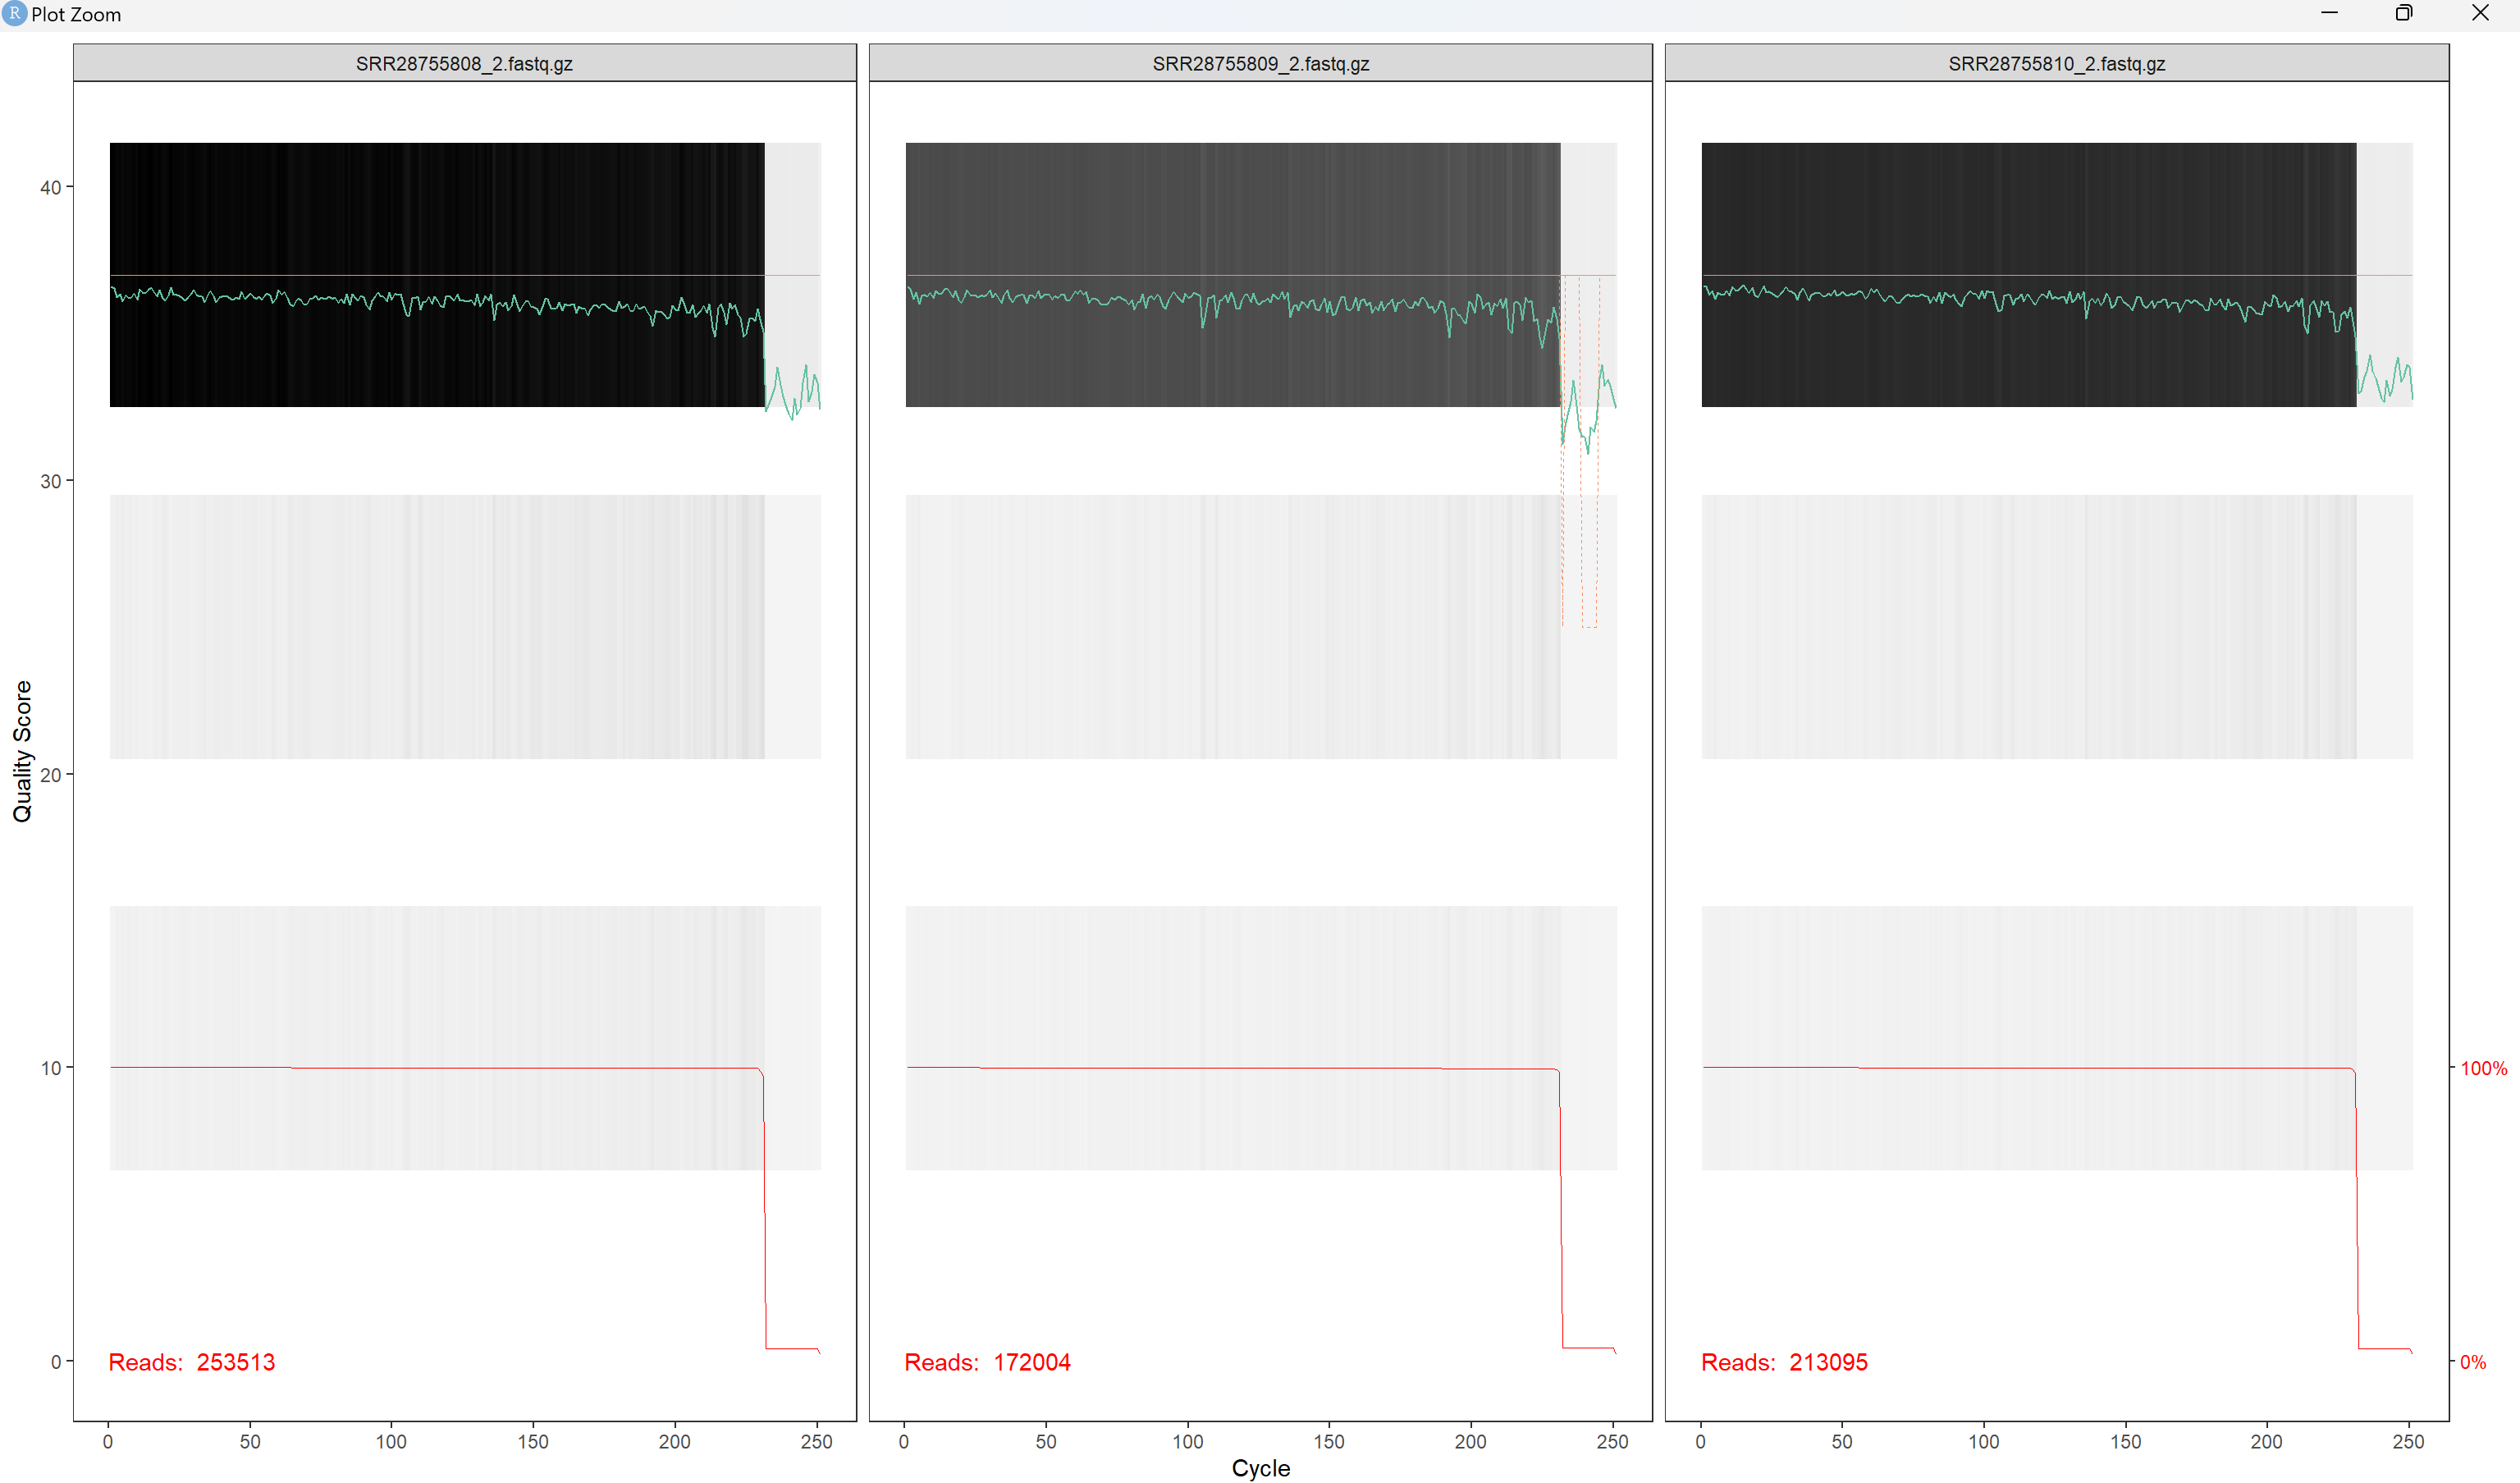 R Plot Zoom
SRR28755808_2.fastq.gz
SRR28755809_2.fastq.gz
SRR28755810_2.fastq.gz
Quality Score
40
30
20
10
0
Reads: 253513
Reads: 172004
Reads: 213095
100%
0%
0 50 100 150 200 250
0 50 100 150 200 250
0 50 100 150 200 250
Cycle